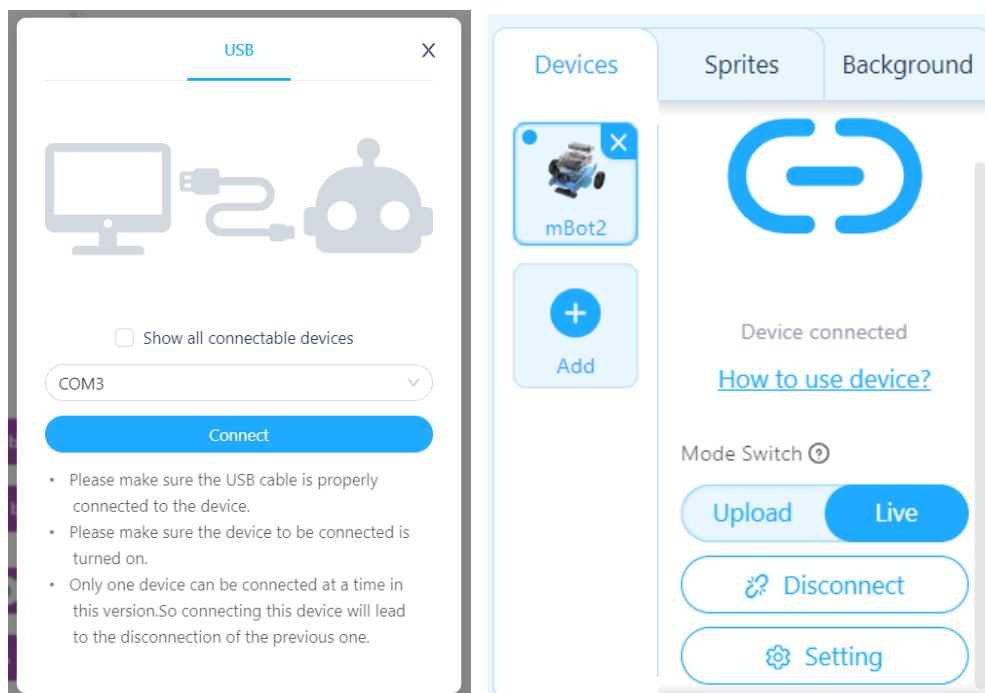 USB
X
Show all connectable devices
COM3
Connect
• Please make sure the USB cable is properly
connected to the device.
• Please make sure the device to be connected is
turned on.
• Only one device can be connected at a time in
this version.So connecting this device will lead
to the disconnection of the previous one.
Devices
Sprites
Background
mBot2
Add
Device connected
How to use device?
Mode Switch ?
Upload
Live
Disconnect
Setting